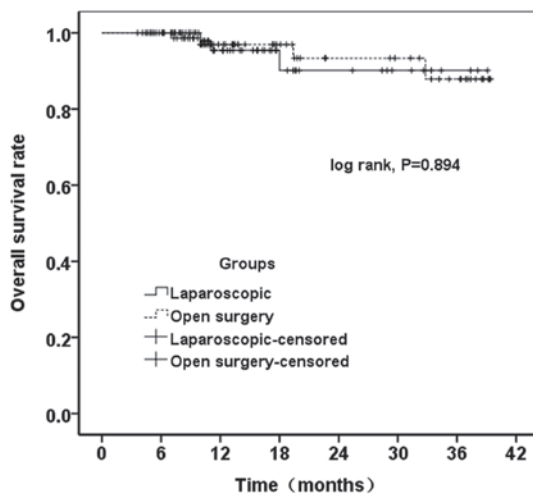 Overall survival rate
1.0
0.8
0.6
0.4
0.2
0.0
log rank, P=0.894
Groups
Laparoscopic
Open surgery
Laparoscopic-censored
Open surgery-censored
0 6 12 18 24 30 36 42
Time（months）